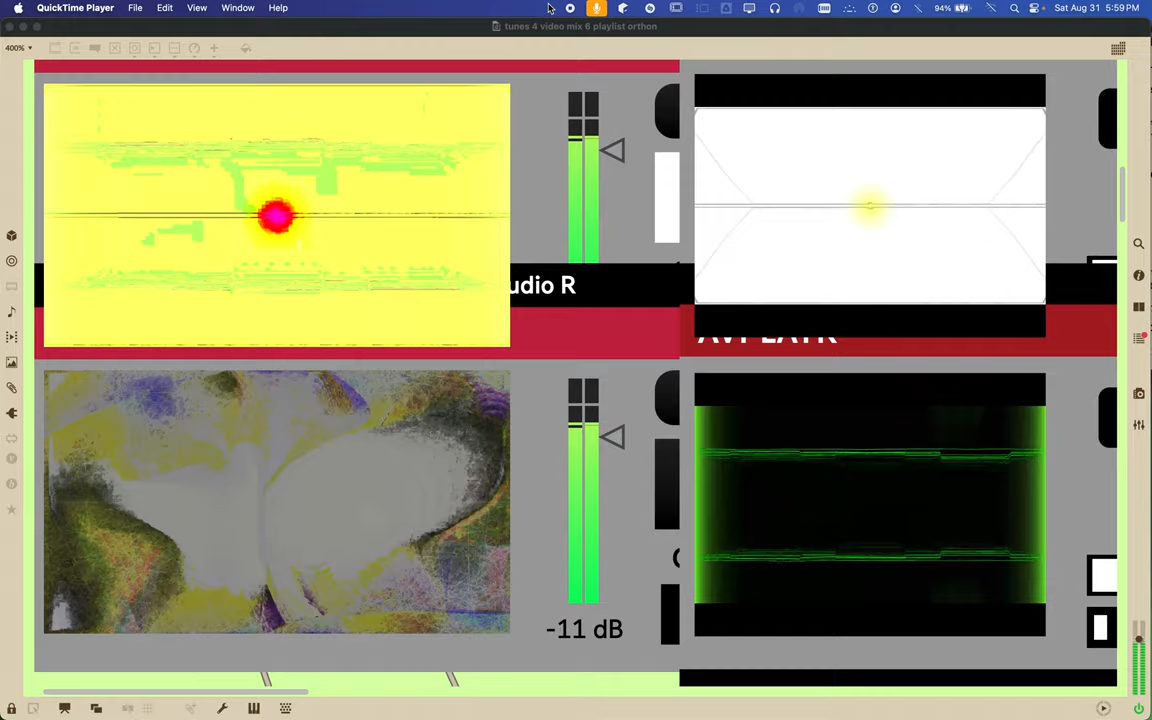 QuickTime Player File Edit View Window Help 94% Sat Aug 31 5:59 PM
tunes 4 video mix 6 playlist orthon
400%
udio R
-11 dB